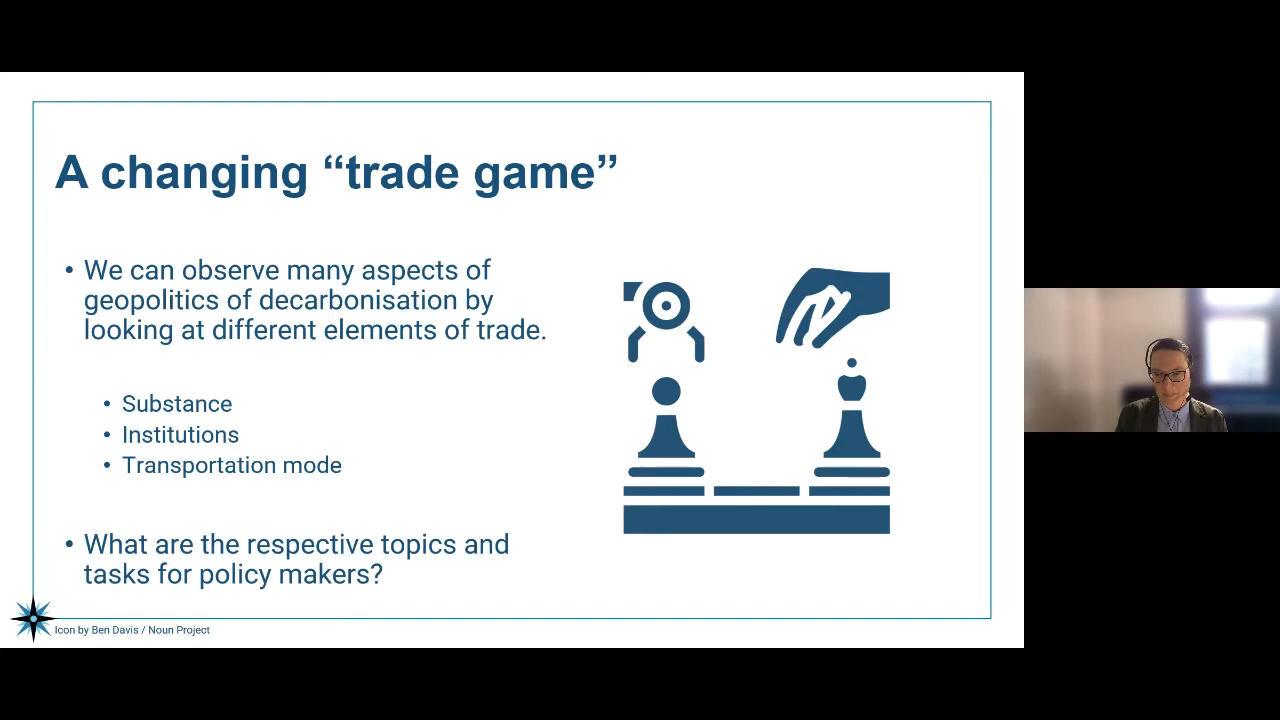 A changing “trade game”
• We can observe many aspects of
geopolitics of decarbonisation by
looking at different elements of trade.
• Substance
• Institutions
• Transportation mode
• What are the respective topics and
tasks for policy makers?
Icon by Ben Davis / Noun Project